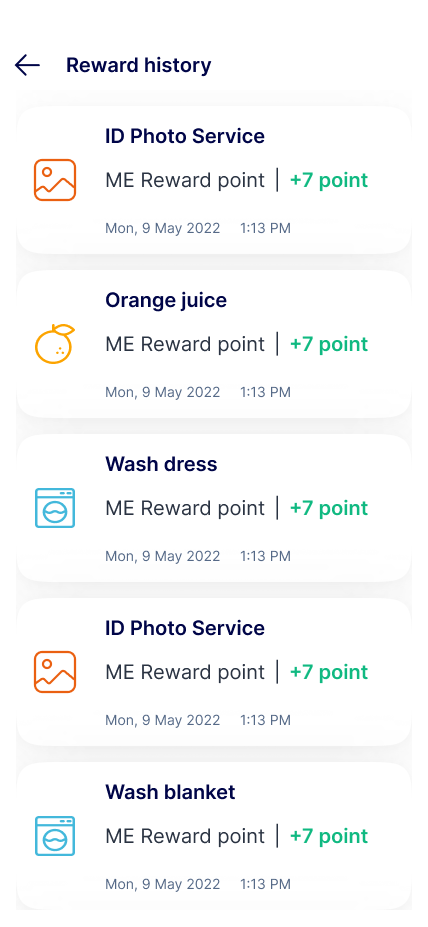 Reward history
ID Photo Service
ME Reward point | +7 point
Mon, 9 May 2022 1:13 PM
Orange juice
ME Reward point | +7 point
Mon, 9 May 2022 1:13 PM
Wash dress
ME Reward point | +7 point
Mon, 9 May 2022 1:13 PM
ID Photo Service
ME Reward point | +7 point
Mon, 9 May 2022 1:13 PM
Wash blanket
ME Reward point | +7 point
Mon, 9 May 2022 1:13 PM